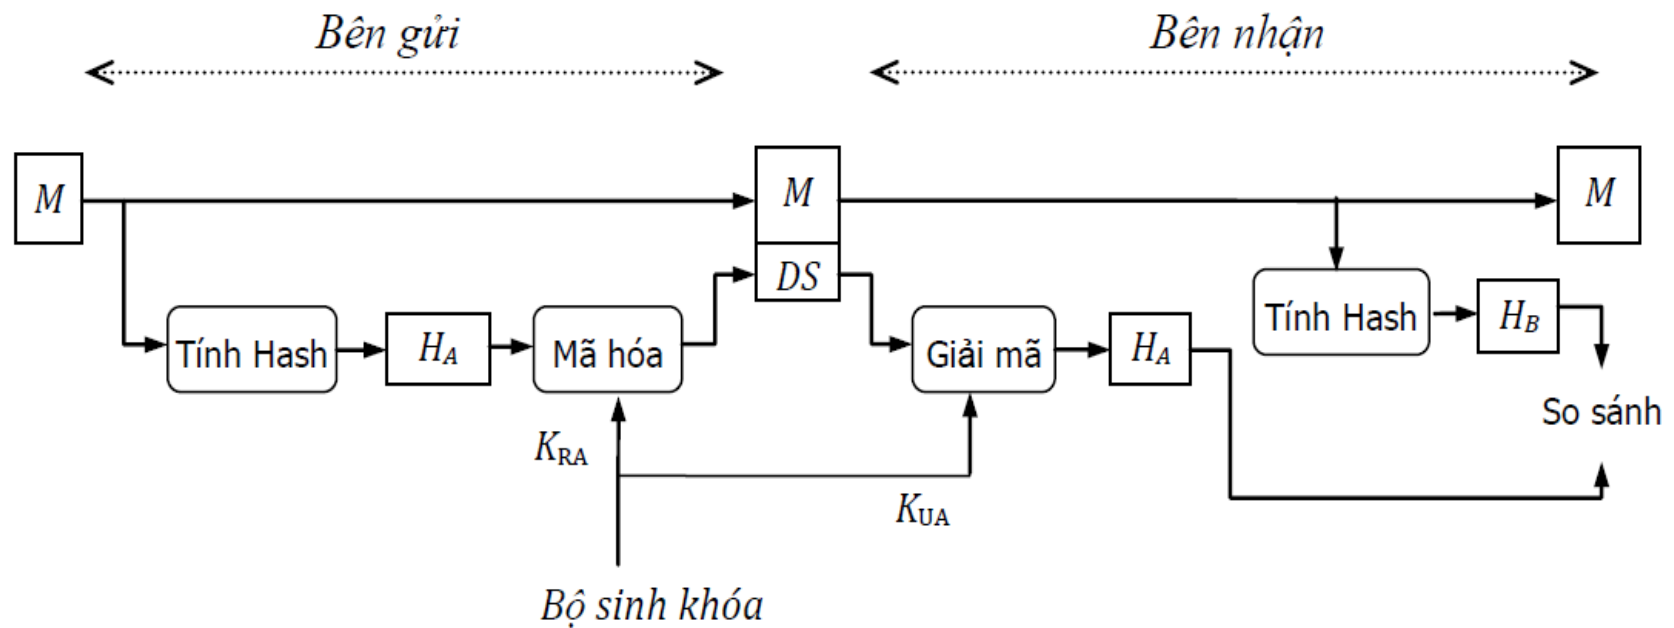 Bên gửi
Bên nhận
M
M
M
DS
Tính Hash
H_A
Mã hóa
Giải mã
H_A
Tính Hash
H_B
So sánh
K_RA
K_UA
Bộ sinh khóa